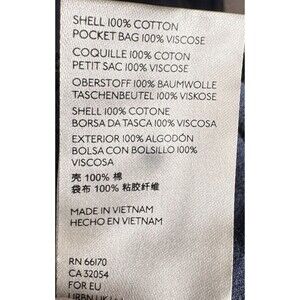 SHELL 100% COTTON
POCKET BAG 100% VISCOSE
COQUILLE 100% COTON
PETIT SAC 100% VISCOSE
OBERSTOFF 100% BAUMWOLLE
TASCHENBEUTEL 100% VISKOSE
SHELL 100% COTONE
BORSA DA TASCA 100% VISCOSA
EXTERIOR 100% ALGODÓN
BOLSA CON BOLSILLO 100%
VISCOSA
壳 100% 棉
袋布 100% 粘胶纤维
MADE IN VIETNAM
HECHO EN VIETNAM
RN 66170
CA 32054
FOR EU
URBN UK